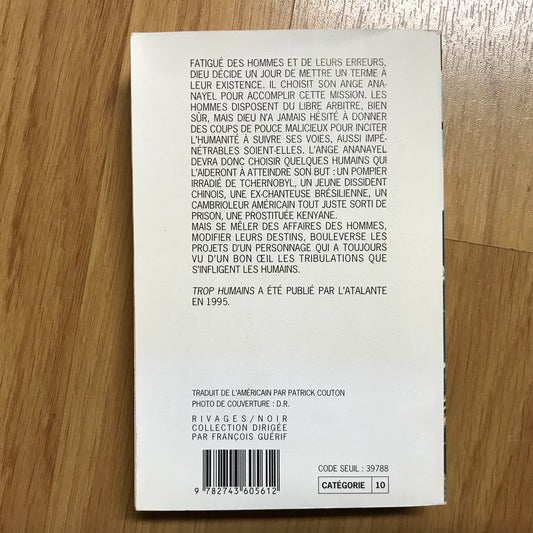 FATIGUÉ DES HOMMES ET DE LEURS ERREURS,
DIEU DÉCIDE UN JOUR DE METTRE UN TERME À
LEUR EXISTENCE. IL CHOISIT SON ANGE ANA-
NAYEL POUR ACCOMPLIR CETTE MISSION. LES
HOMMES DISPOSENT DU LIBRE ARBITRE, BIEN
SÛR, MAIS DIEU N'A JAMAIS HÉSITÉ À DONNER
DES COUPS DE POUCE MALICIEUX POUR INCITER
L'HUMANITÉ À SUIVRE SES VOIES, AUSSI IMPÉ-
NÉTRABLES SOIENT-ELLES. L'ANGE ANANAYEL
DEVRA DONC CHOISIR QUELQUES HUMAINS QUI
L'AIDERONT À ATTEINDRE SON BUT : UN POMPIER
IRRADIÉ DE TCHERNOBYL, UN JEUNE DISSIDENT
CHINOIS, UNE EX-CHANTEUSE BRÉSILIENNE, UN
CAMBRIOLEUR AMÉRICAIN TOUT JUSTE SORTI DE
PRISON, UNE PROSTITUÉE KENYANE.
MAIS SE MÊLER DES AFFAIRES DES HOMMES,
MODIFIER LEURS DESTINS, BOULEVERSE LES
PROJETS D'UN PERSONNAGE QUI A TOUJOURS
VU D'UN BON ŒIL LES TRIBULATIONS QUE
S'INFLIGENT LES HUMAINS.
TROP HUMAINS A ÉTÉ PUBLIÉ PAR L'ATALANTE
EN 1995.
TRADUIT DE L'AMÉRICAIN PAR PATRICK COUTON
PHOTO DE COUVERTURE : D.R.
RIVAGES/NOIR
COLLECTION DIRIGÉE
PAR FRANÇOIS GUÉRIF
CODE SEUIL : 39788
CATÉGORIE 10
9 782743 605612